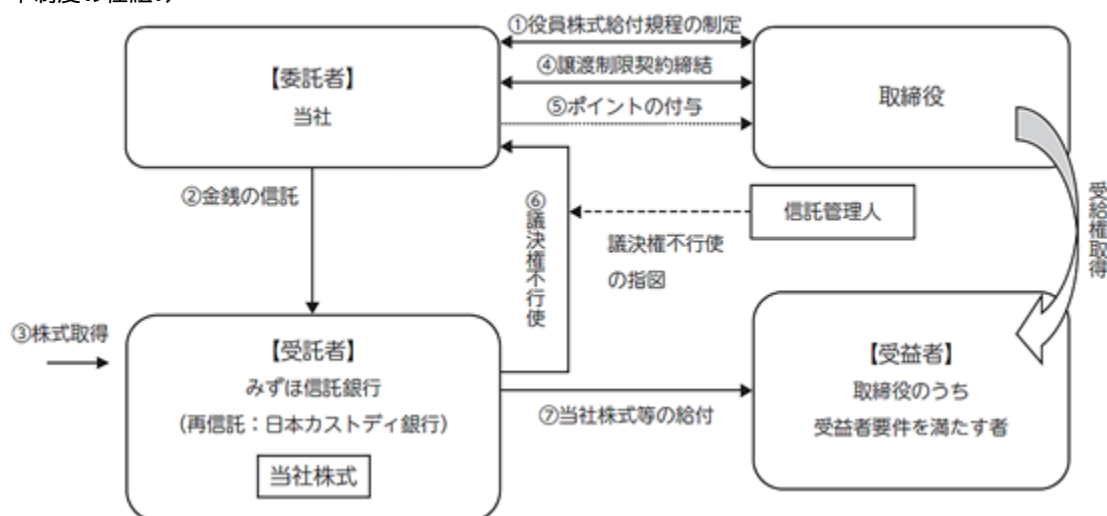 本制度の仕組み
①役員株式給付規程の制定
【委託者】
当社
④譲渡制限契約締結
⑤ポイントの付与
取締役
②金銭の信託
⑥議決権不行使
信託管理人
議決権不行使
の指図
受給権取得
③株式取得
【受託者】
みずほ信託銀行
(再信託:日本カストディ銀行)
当社株式
⑦当社株式等の給付
【受益者】
取締役のうち
受益者要件を満たす者